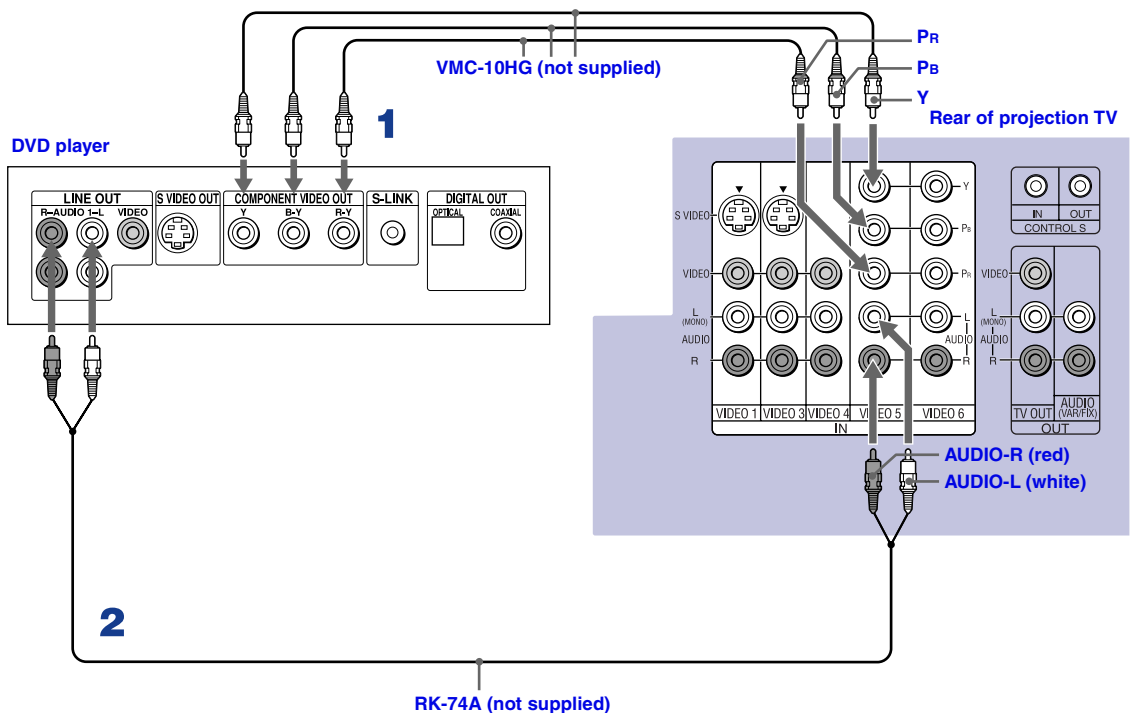 PR
PB
VMC-10HG (not supplied)
Y
1
Rear of projection TV
DVD player
LINE OUT
R–AUDIO 1–L VIDEO
S VIDEO OUT
COMPONENT VIDEO OUT
Y B-Y R-Y
S-LINK
DIGITAL OUT
OPTICAL COAXIAL
S VIDEO
VIDEO
L
(MONO)
AUDIO
R
Y
PB
PR
L
AUDIO
R
VIDEO 1 VIDEO 3 VIDEO 4 VIDEO 5 VIDEO 6
IN
IN OUT
CONTROL S
VIDEO
L
(MONO)
AUDIO
R
TV OUT
AUDIO
(VAR/FIX)
OUT
AUDIO-R (red)
AUDIO-L (white)
2
RK-74A (not supplied)